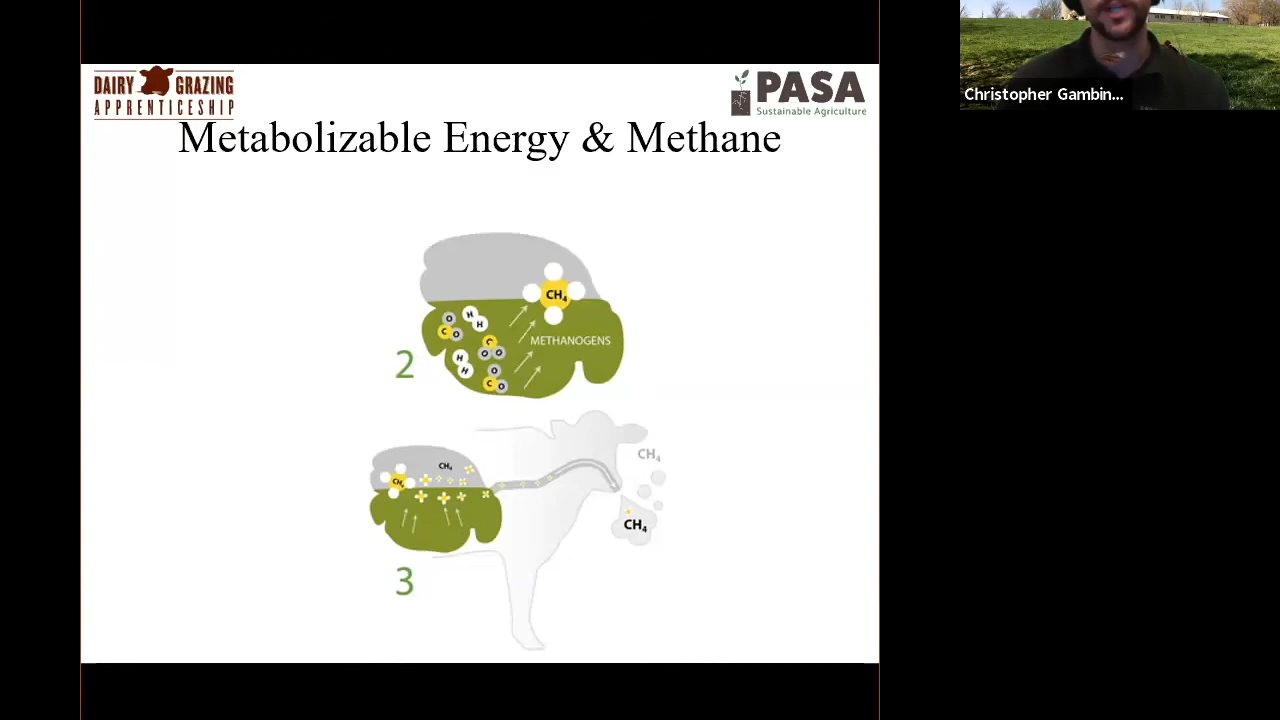 DAIRY GRAZING
APPRENTICESHIP
PASA
Sustainable Agriculture
Christopher Gambin...
Metabolizable Energy & Methane
CH₄
H
O
H
C
O
C
METHANOGENS
O
O
H
H
O
C
O
2
CH₄
CH₄
CH₄
CH₄
3